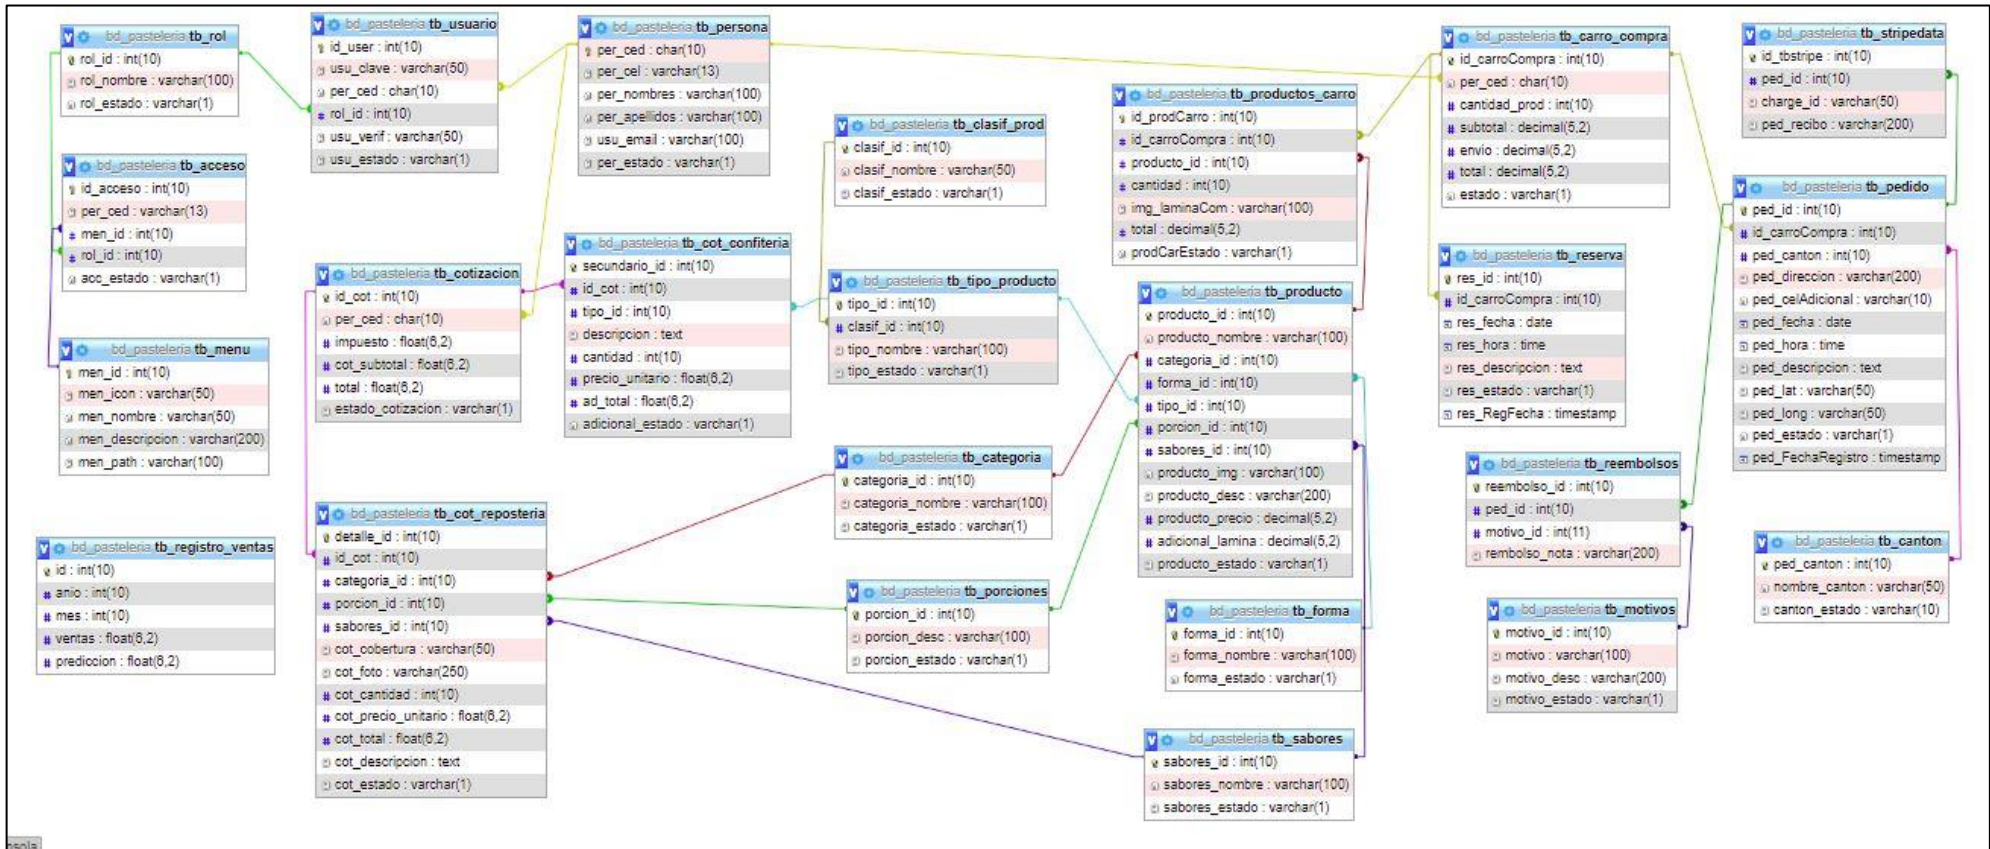 bd_pasteleria tb_rol
rol_id : int(10)
rol_nombre : varchar(100)
rol_estado : varchar(1)
bd_pasteleria tb_usuario
id_user : int(10)
usu_clave : varchar(50)
per_ced : char(10)
rol_id : int(10)
usu_verif : varchar(50)
usu_estado : varchar(1)
bd_pasteleria tb_persona
per_ced : char(10)
per_cel : varchar(13)
per_nombres : varchar(100)
per_apellidos : varchar(100)
usu_email : varchar(100)
per_estado : varchar(1)
bd_pasteleria tb_clasif_prod
clasif_id : int(10)
clasif_nombre : varchar(50)
clasif_estado : varchar(1)
bd_pasteleria tb_productos_carro
id_prodCarro : int(10)
id_carroCompra : int(10)
producto_id : int(10)
cantidad : int(10)
img_laminaCom : varchar(100)
total : decimal(5,2)
prodCarEstado : varchar(1)
bd_pasteleria tb_carro_compra
id_carroCompra : int(10)
per_ced : char(10)
cantidad_prod : int(10)
subtotal : decimal(5,2)
envio : decimal(5,2)
total : decimal(5,2)
estado : varchar(1)
bd_pasteleria tb_stripedata
id_tbstripe : int(10)
ped_id : int(10)
charge_id : varchar(50)
ped_recibo : varchar(200)
bd_pasteleria tb_acceso
id_acceso : int(10)
per_ced : varchar(13)
men_id : int(10)
rol_id : int(10)
acc_estado : varchar(1)
bd_pasteleria tb_cotizacion
id_cot : int(10)
per_ced : char(10)
impuesto : float(6,2)
cot_subtotal : float(6,2)
total : float(6,2)
estado_cotizacion : varchar(1)
bd_pasteleria tb_cot_confiteria
secundario_id : int(10)
id_cot : int(10)
tipo_id : int(10)
descripcion : text
cantidad : int(10)
precio_unitario : float(6,2)
ad_total : float(6,2)
adicional_estado : varchar(1)
bd_pasteleria tb_tipo_producto
tipo_id : int(10)
clasif_id : int(10)
tipo_nombre : varchar(100)
tipo_estado : varchar(1)
bd_pasteleria tb_producto
producto_id : int(10)
producto_nombre : varchar(100)
categoria_id : int(10)
forma_id : int(10)
tipo_id : int(10)
porcion_id : int(10)
sabores_id : int(10)
producto_img : varchar(100)
producto_desc : varchar(200)
producto_precio : decimal(5,2)
adicional_lamina : decimal(5,2)
producto_estado : varchar(1)
bd_pasteleria tb_reserva
res_id : int(10)
id_carroCompra : int(10)
res_fecha : date
res_hora : time
res_descripcion : text
res_estado : varchar(1)
res_RegFecha : timestamp
bd_pasteleria tb_pedido
ped_id : int(10)
id_carroCompra : int(10)
ped_canton : int(10)
ped_direccion : varchar(200)
ped_celAdicional : varchar(10)
ped_fecha : date
ped_hora : time
ped_descripcion : text
ped_lat : varchar(50)
ped_long : varchar(50)
ped_estado : varchar(1)
ped_FechaRegistro : timestamp
bd_pasteleria tb_menu
men_id : int(10)
men_icon : varchar(50)
men_nombre : varchar(50)
men_descripcion : varchar(200)
men_path : varchar(100)
bd_pasteleria tb_categoria
categoria_id : int(10)
categoria_nombre : varchar(100)
categoria_estado : varchar(1)
bd_pasteleria tb_reembolsos
reembolso_id : int(10)
ped_id : int(10)
motivo_id : int(11)
rembolso_nota : varchar(200)
bd_pasteleria tb_registro_ventas
id : int(10)
anio : int(10)
mes : int(10)
ventas : float(6,2)
prediccion : float(6,2)
bd_pasteleria tb_cot_reposteria
detalle_id : int(10)
id_cot : int(10)
categoria_id : int(10)
porcion_id : int(10)
sabores_id : int(10)
cot_cobertura : varchar(50)
cot_foto : varchar(250)
cot_cantidad : int(10)
cot_precio_unitario : float(6,2)
cot_total : float(6,2)
cot_descripcion : text
cot_estado : varchar(1)
bd_pasteleria tb_porciones
porcion_id : int(10)
porcion_desc : varchar(100)
porcion_estado : varchar(1)
bd_pasteleria tb_forma
forma_id : int(10)
forma_nombre : varchar(100)
forma_estado : varchar(1)
bd_pasteleria tb_motivos
motivo_id : int(10)
motivo : varchar(100)
motivo_desc : varchar(200)
motivo_estado : varchar(1)
bd_pasteleria tb_canton
ped_canton : int(10)
nombre_canton : varchar(50)
canton_estado : varchar(10)
bd_pasteleria tb_sabores
sabores_id : int(10)
sabores_nombre : varchar(100)
sabores_estado : varchar(1)